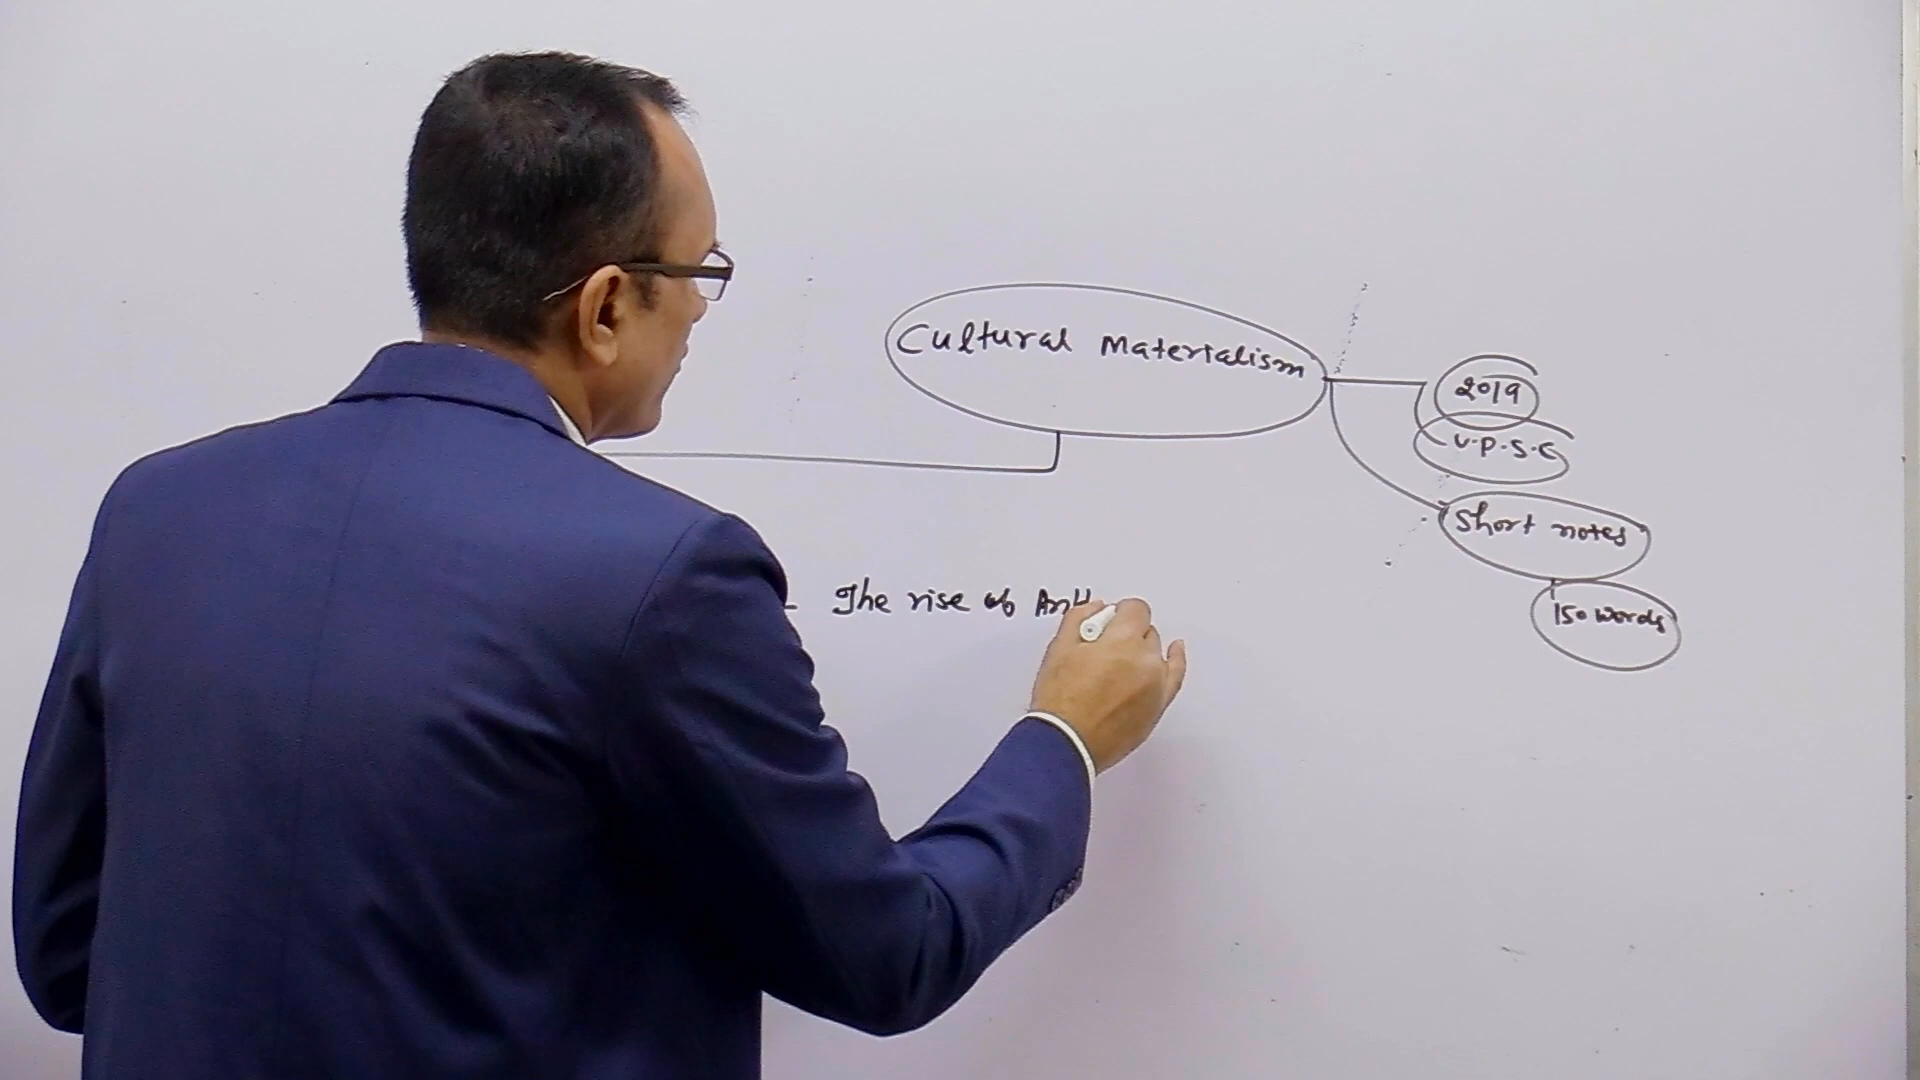 Cultural Materialism
2019
U.P.S.C
Short notes
150 words
- The rise of